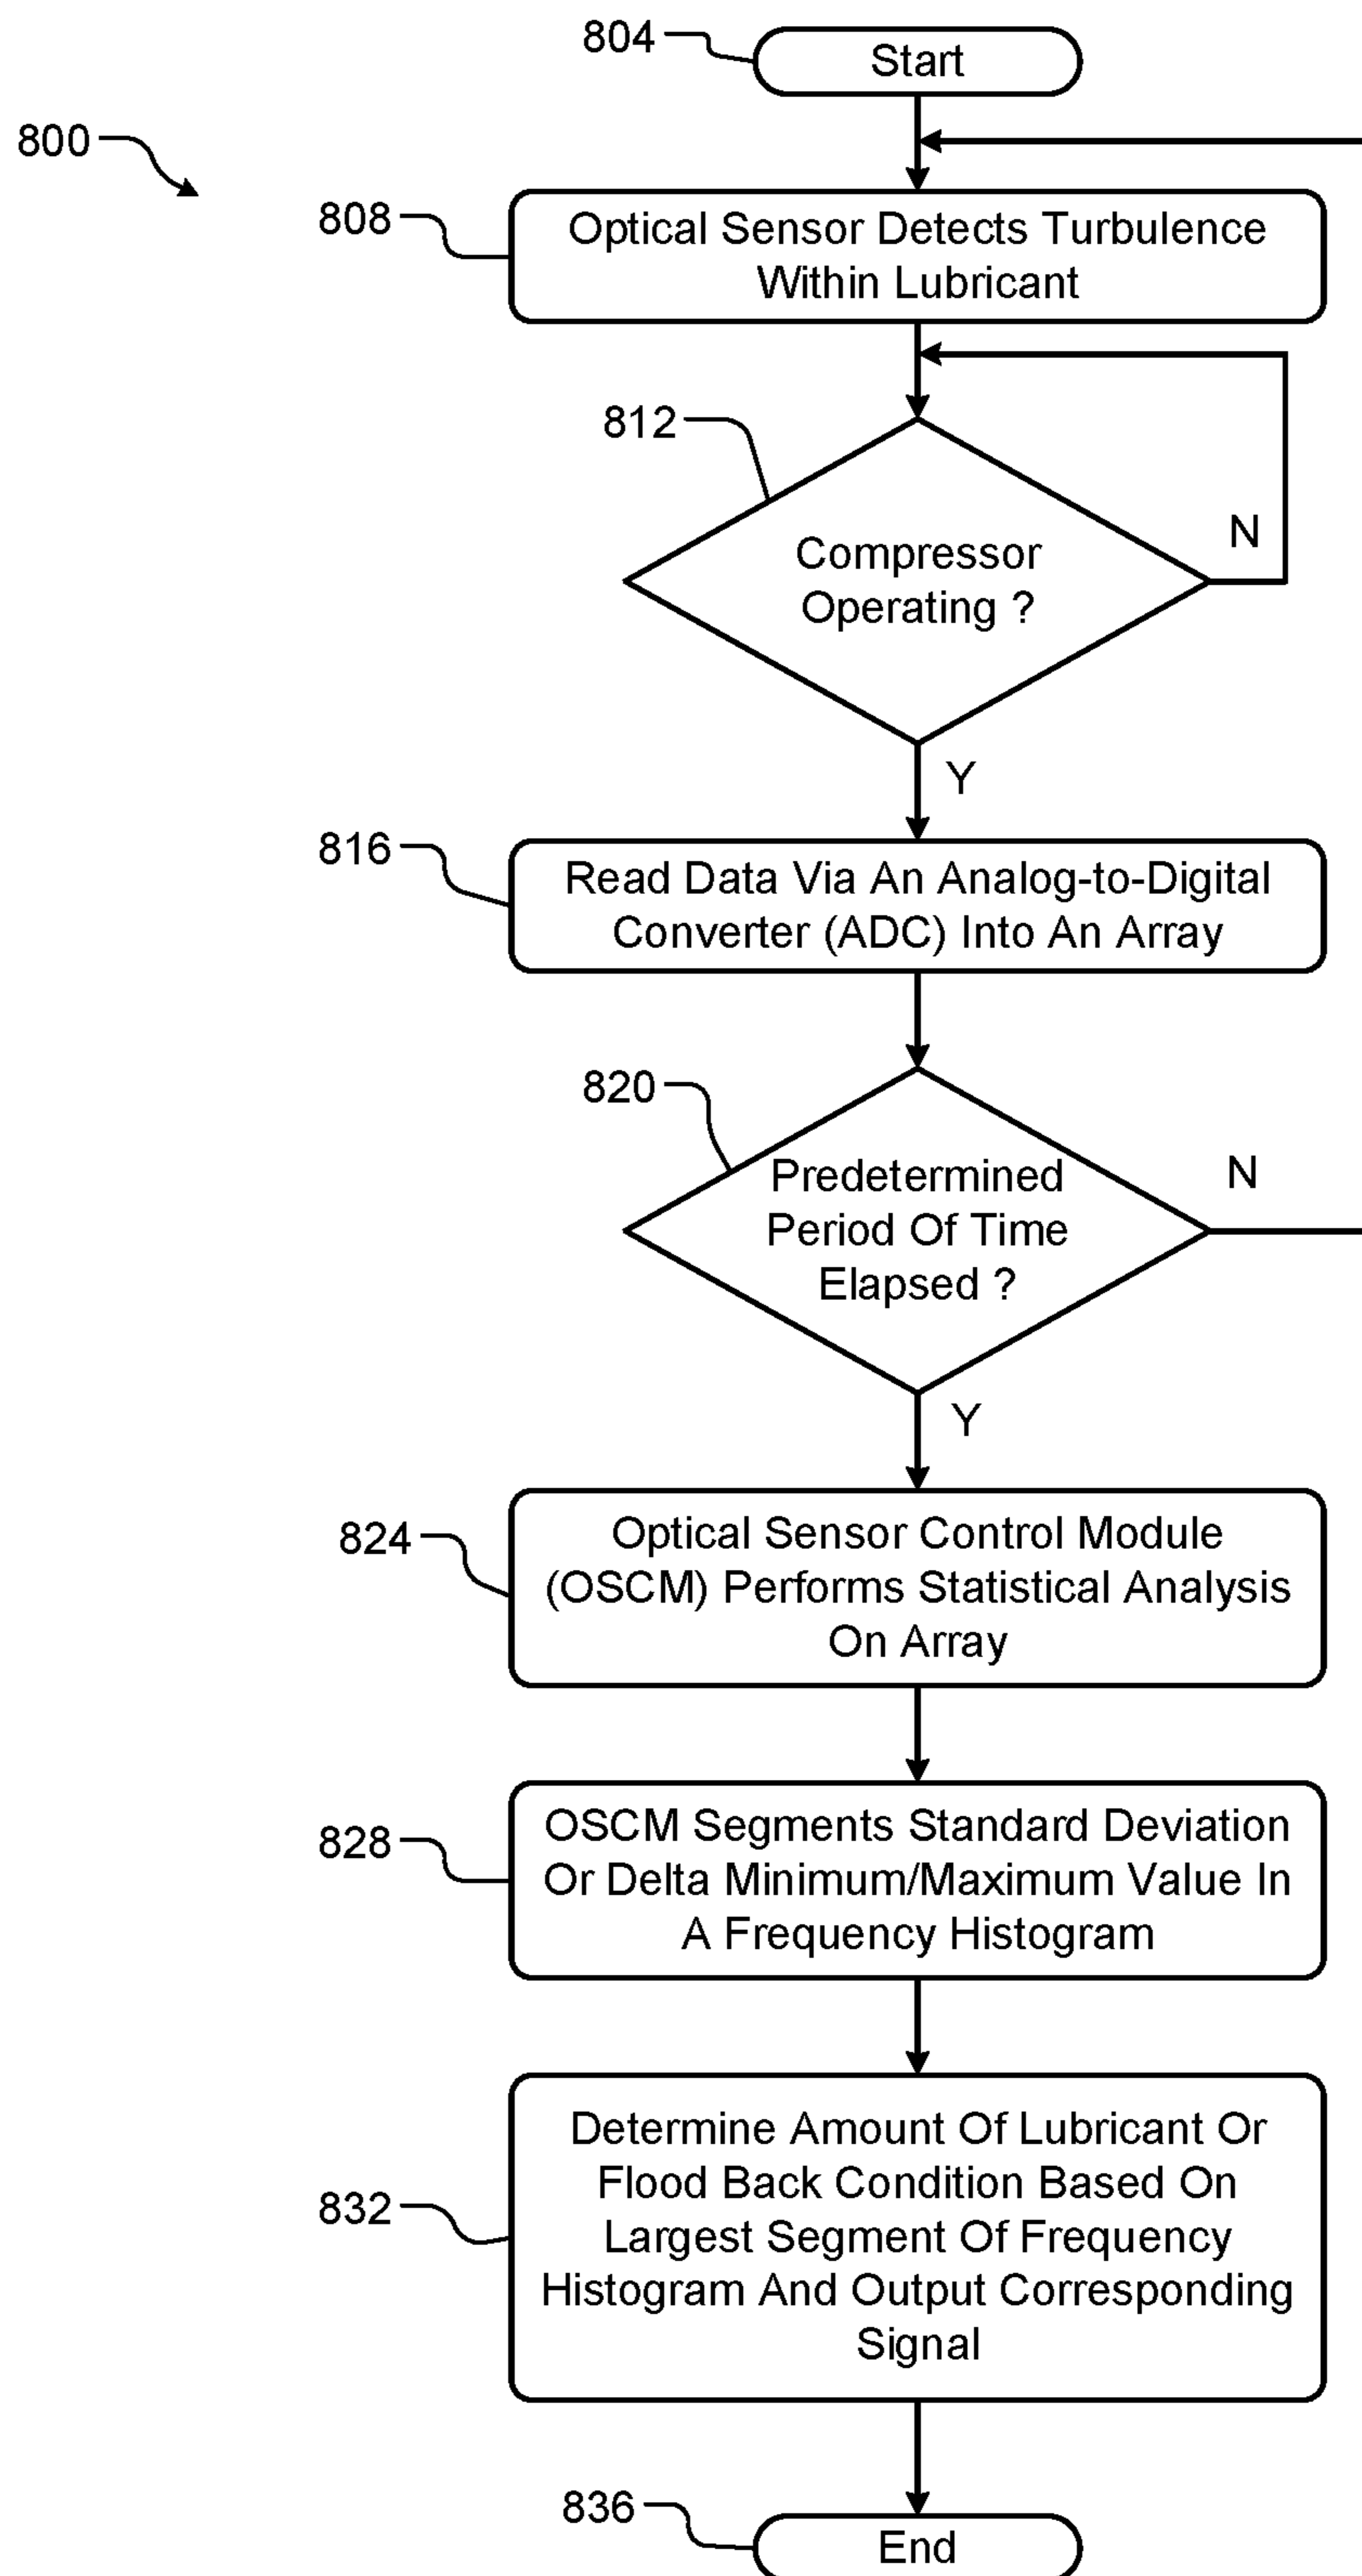 804
Start
800
808
Optical Sensor Detects Turbulence
Within Lubricant
812
Compressor
Operating ?
N
Y
816
Read Data Via An Analog-to-Digital
Converter (ADC) Into An Array
820
Predetermined
Period Of Time
Elapsed ?
N
Y
824
Optical Sensor Control Module
(OSCM) Performs Statistical Analysis
On Array
828
OSCM Segments Standard Deviation
Or Delta Minimum/Maximum Value In
A Frequency Histogram
832
Determine Amount Of Lubricant Or
Flood Back Condition Based On
Largest Segment Of Frequency
Histogram And Output Corresponding
Signal
836
End